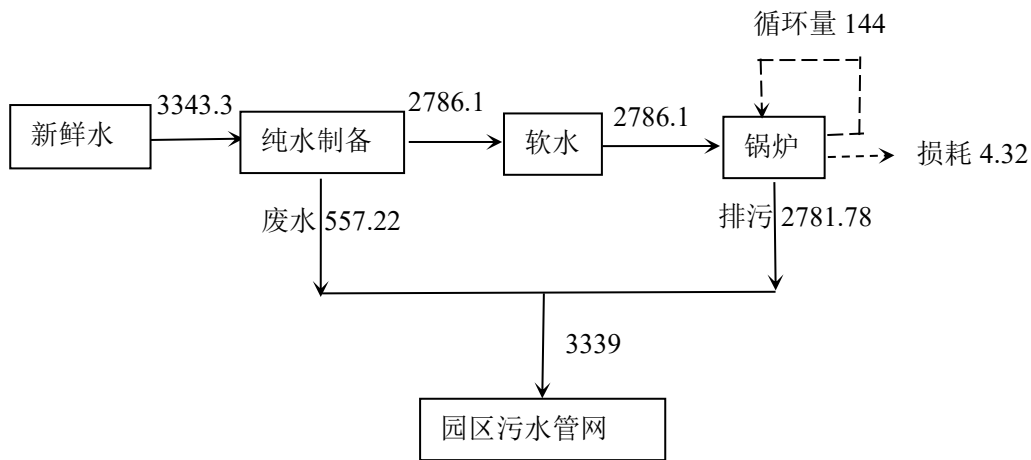 循环量 144
3343.3
2786.1
2786.1
新鲜水
纯水制备
软水
锅炉
损耗 4.32
废水 557.22
排污 2781.78
3339
园区污水管网